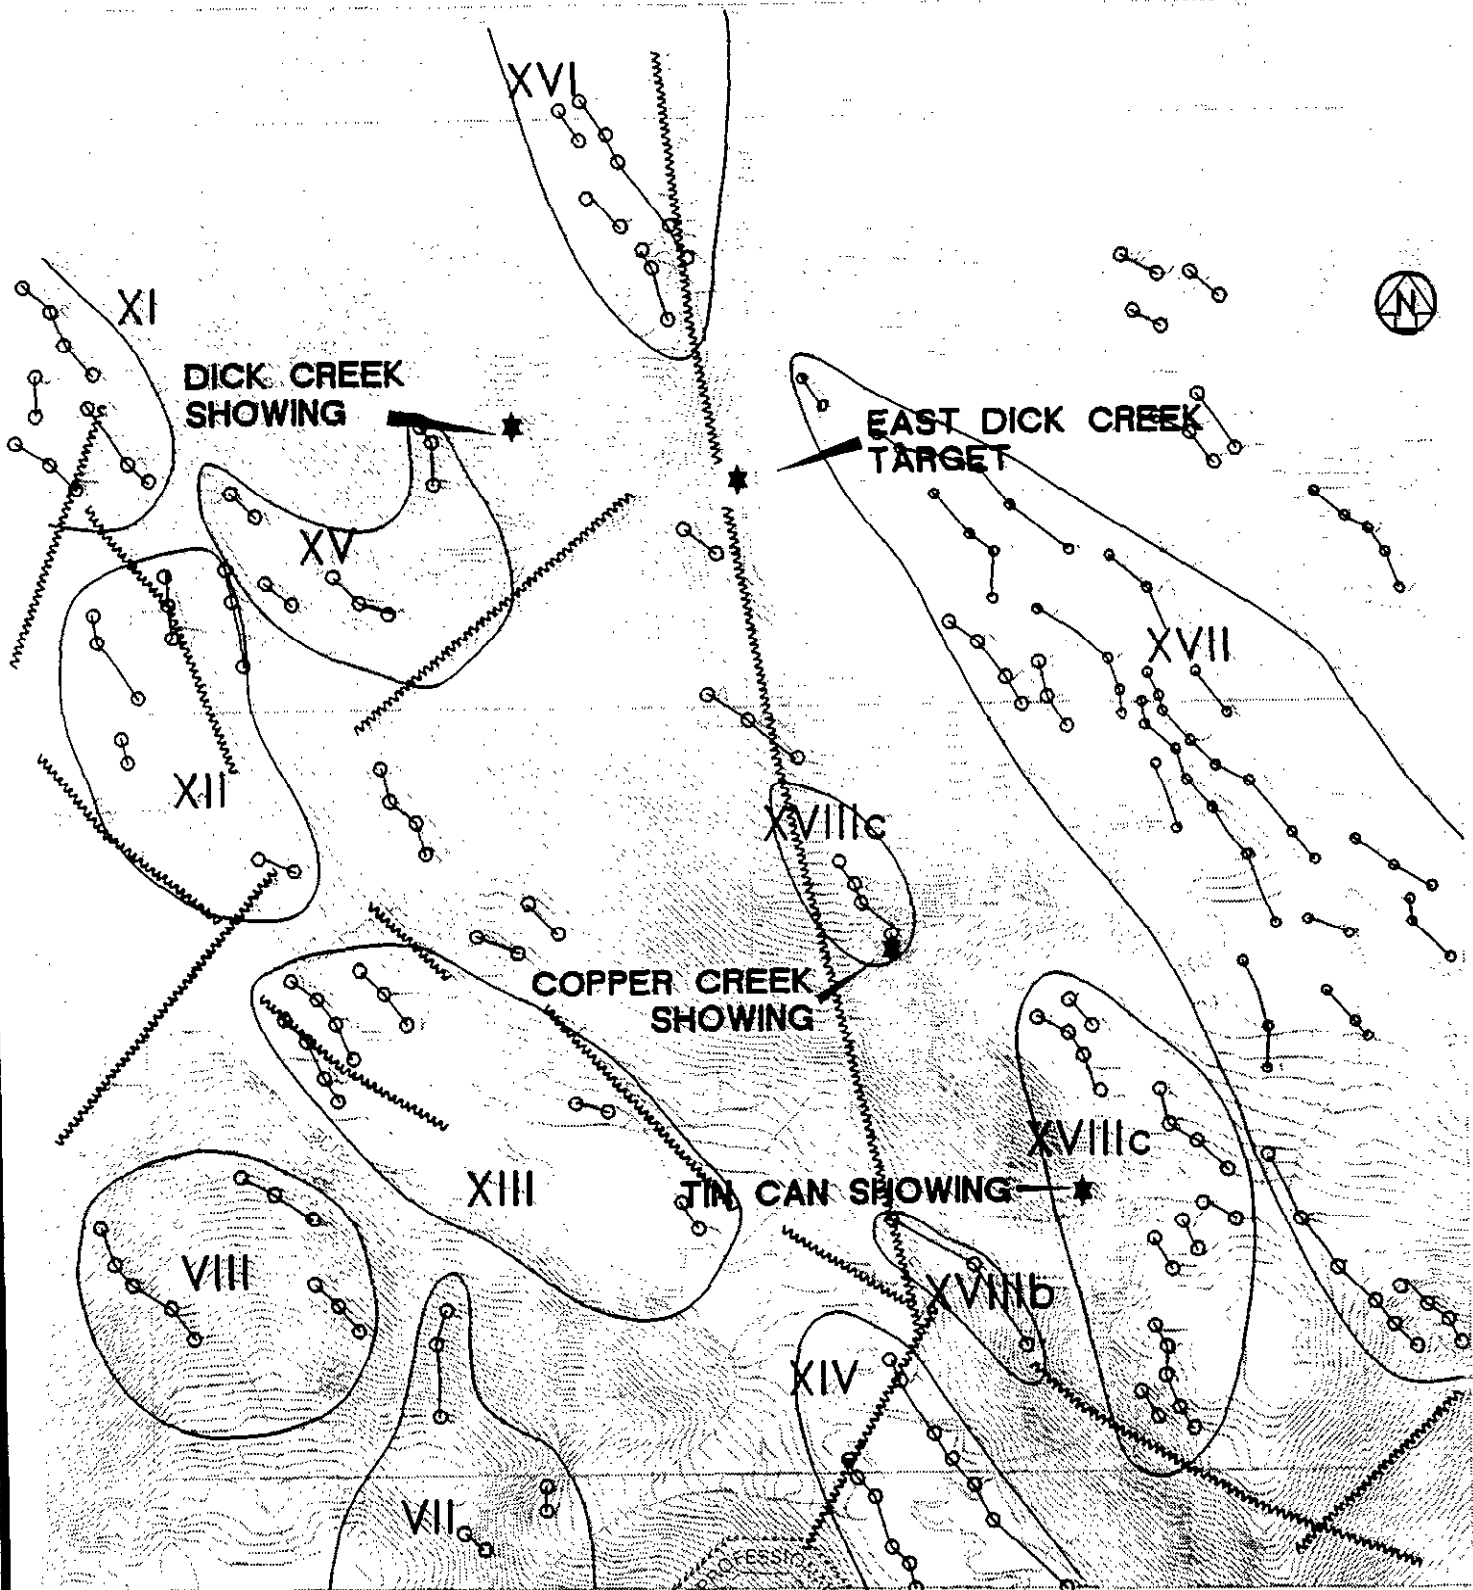 XVI
XI
N
DICK CREEK
SHOWING
EAST DICK CREEK
TARGET
XV
XVII
XII
XVIIIc
COPPER CREEK
SHOWING
XVIIIc
XIII
TIN CAN SHOWING
VIII
XVIIIb
XIV
VII